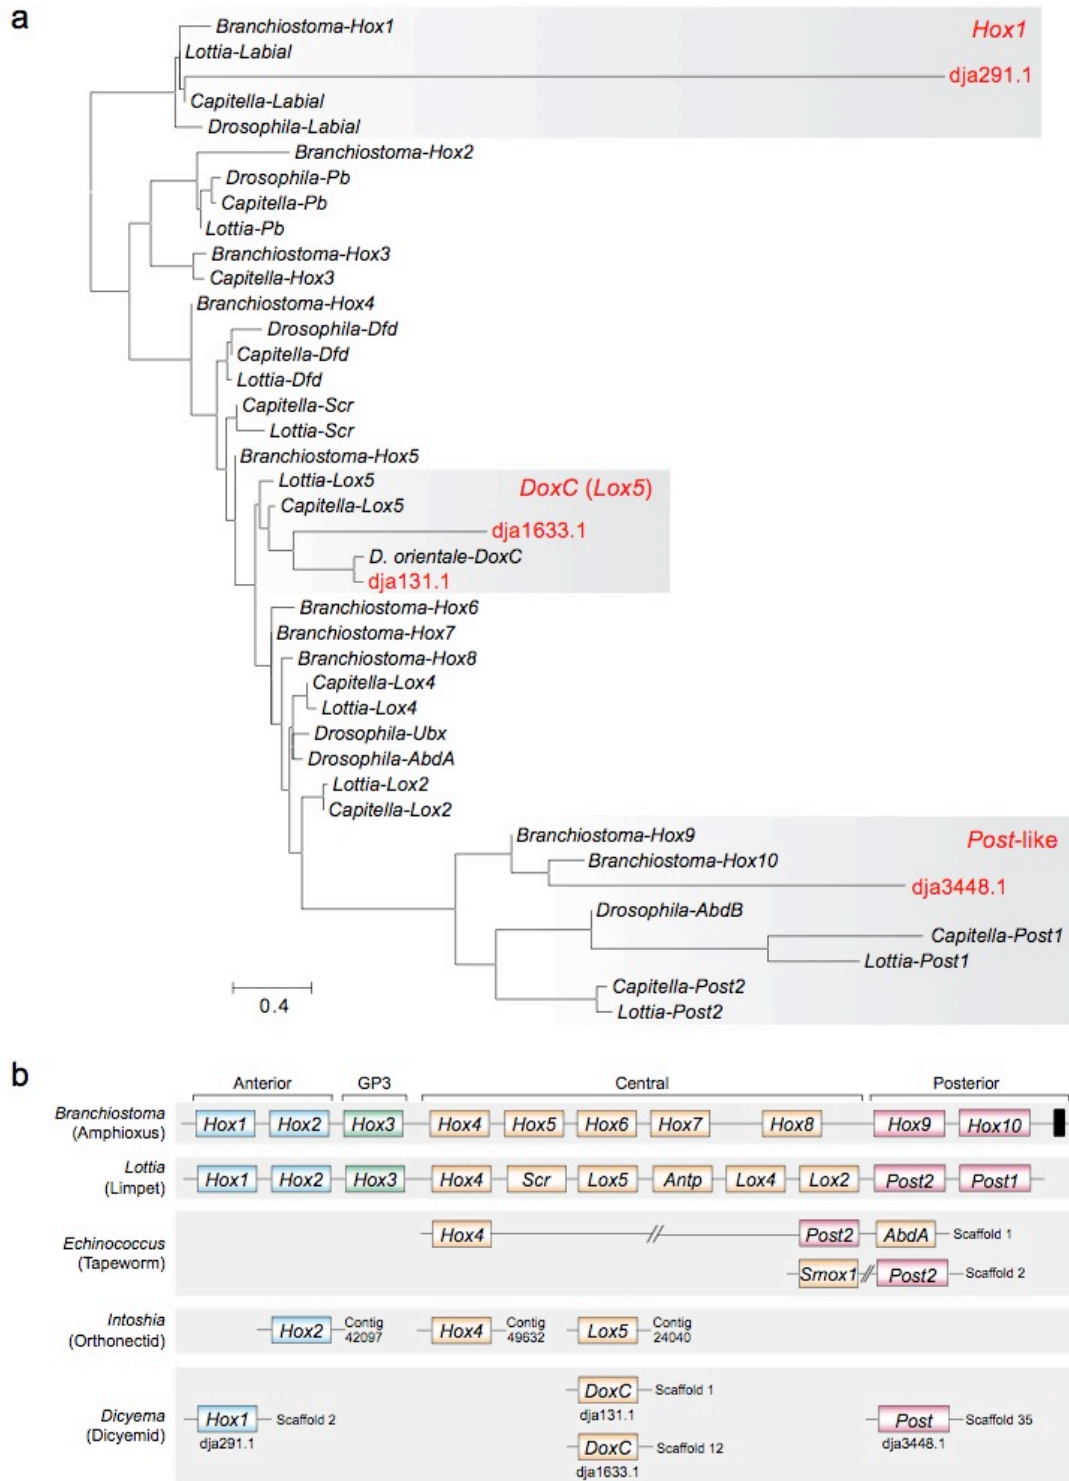 a
Branchiostoma-Hox1
Hox1
Lottia-Labial
dja291.1
Capitella-Labial
Drosophila-Labial
Branchiostoma-Hox2
Drosophila-Pb
Capitella-Pb
Lottia-Pb
Branchiostoma-Hox3
Capitella-Hox3
Branchiostoma-Hox4
Drosophila-Dfd
Capitella-Dfd
Lottia-Dfd
Capitella-Scr
Lottia-Scr
Branchiostoma-Hox5
Lottia-Lox5
DoxC (Lox5)
Capitella-Lox5
dja1633.1
D. orientale-DoxC
dja131.1
Branchiostoma-Hox6
Branchiostoma-Hox7
Branchiostoma-Hox8
Capitella-Lox4
Lottia-Lox4
Drosophila-Ubx
Drosophila-AbdA
Lottia-Lox2
Capitella-Lox2
Branchiostoma-Hox9
Post-like
Branchiostoma-Hox10
dja3448.1
Drosophila-AbdB
Capitella-Post1
Lottia-Post1
Capitella-Post2
Lottia-Post2
0.4
b
Anterior GP3 Central Posterior
Branchiostoma
(Amphioxus)
Hox1 Hox2 Hox3 Hox4 Hox5 Hox6 Hox7 Hox8 Hox9 Hox10
Lottia
(Limpet)
Hox1 Hox2 Hox3 Hox4 Scr Lox5 Antp Lox4 Lox2 Post2 Post1
Echinococcus
(Tapeworm)
Hox4 // Post2 AbdA Scaffold 1
Smox1 // Post2 Scaffold 2
Intoshia
(Orthonectid)
Hox2 Contig
42097
Hox4 Contig
49632
Lox5 Contig
24040
Dicyema
(Dicyemid)
Hox1 Scaffold 2
dja291.1
DoxC Scaffold 1
dja131.1
DoxC Scaffold 12
dja1633.1
Post Scaffold 35
dja3448.1